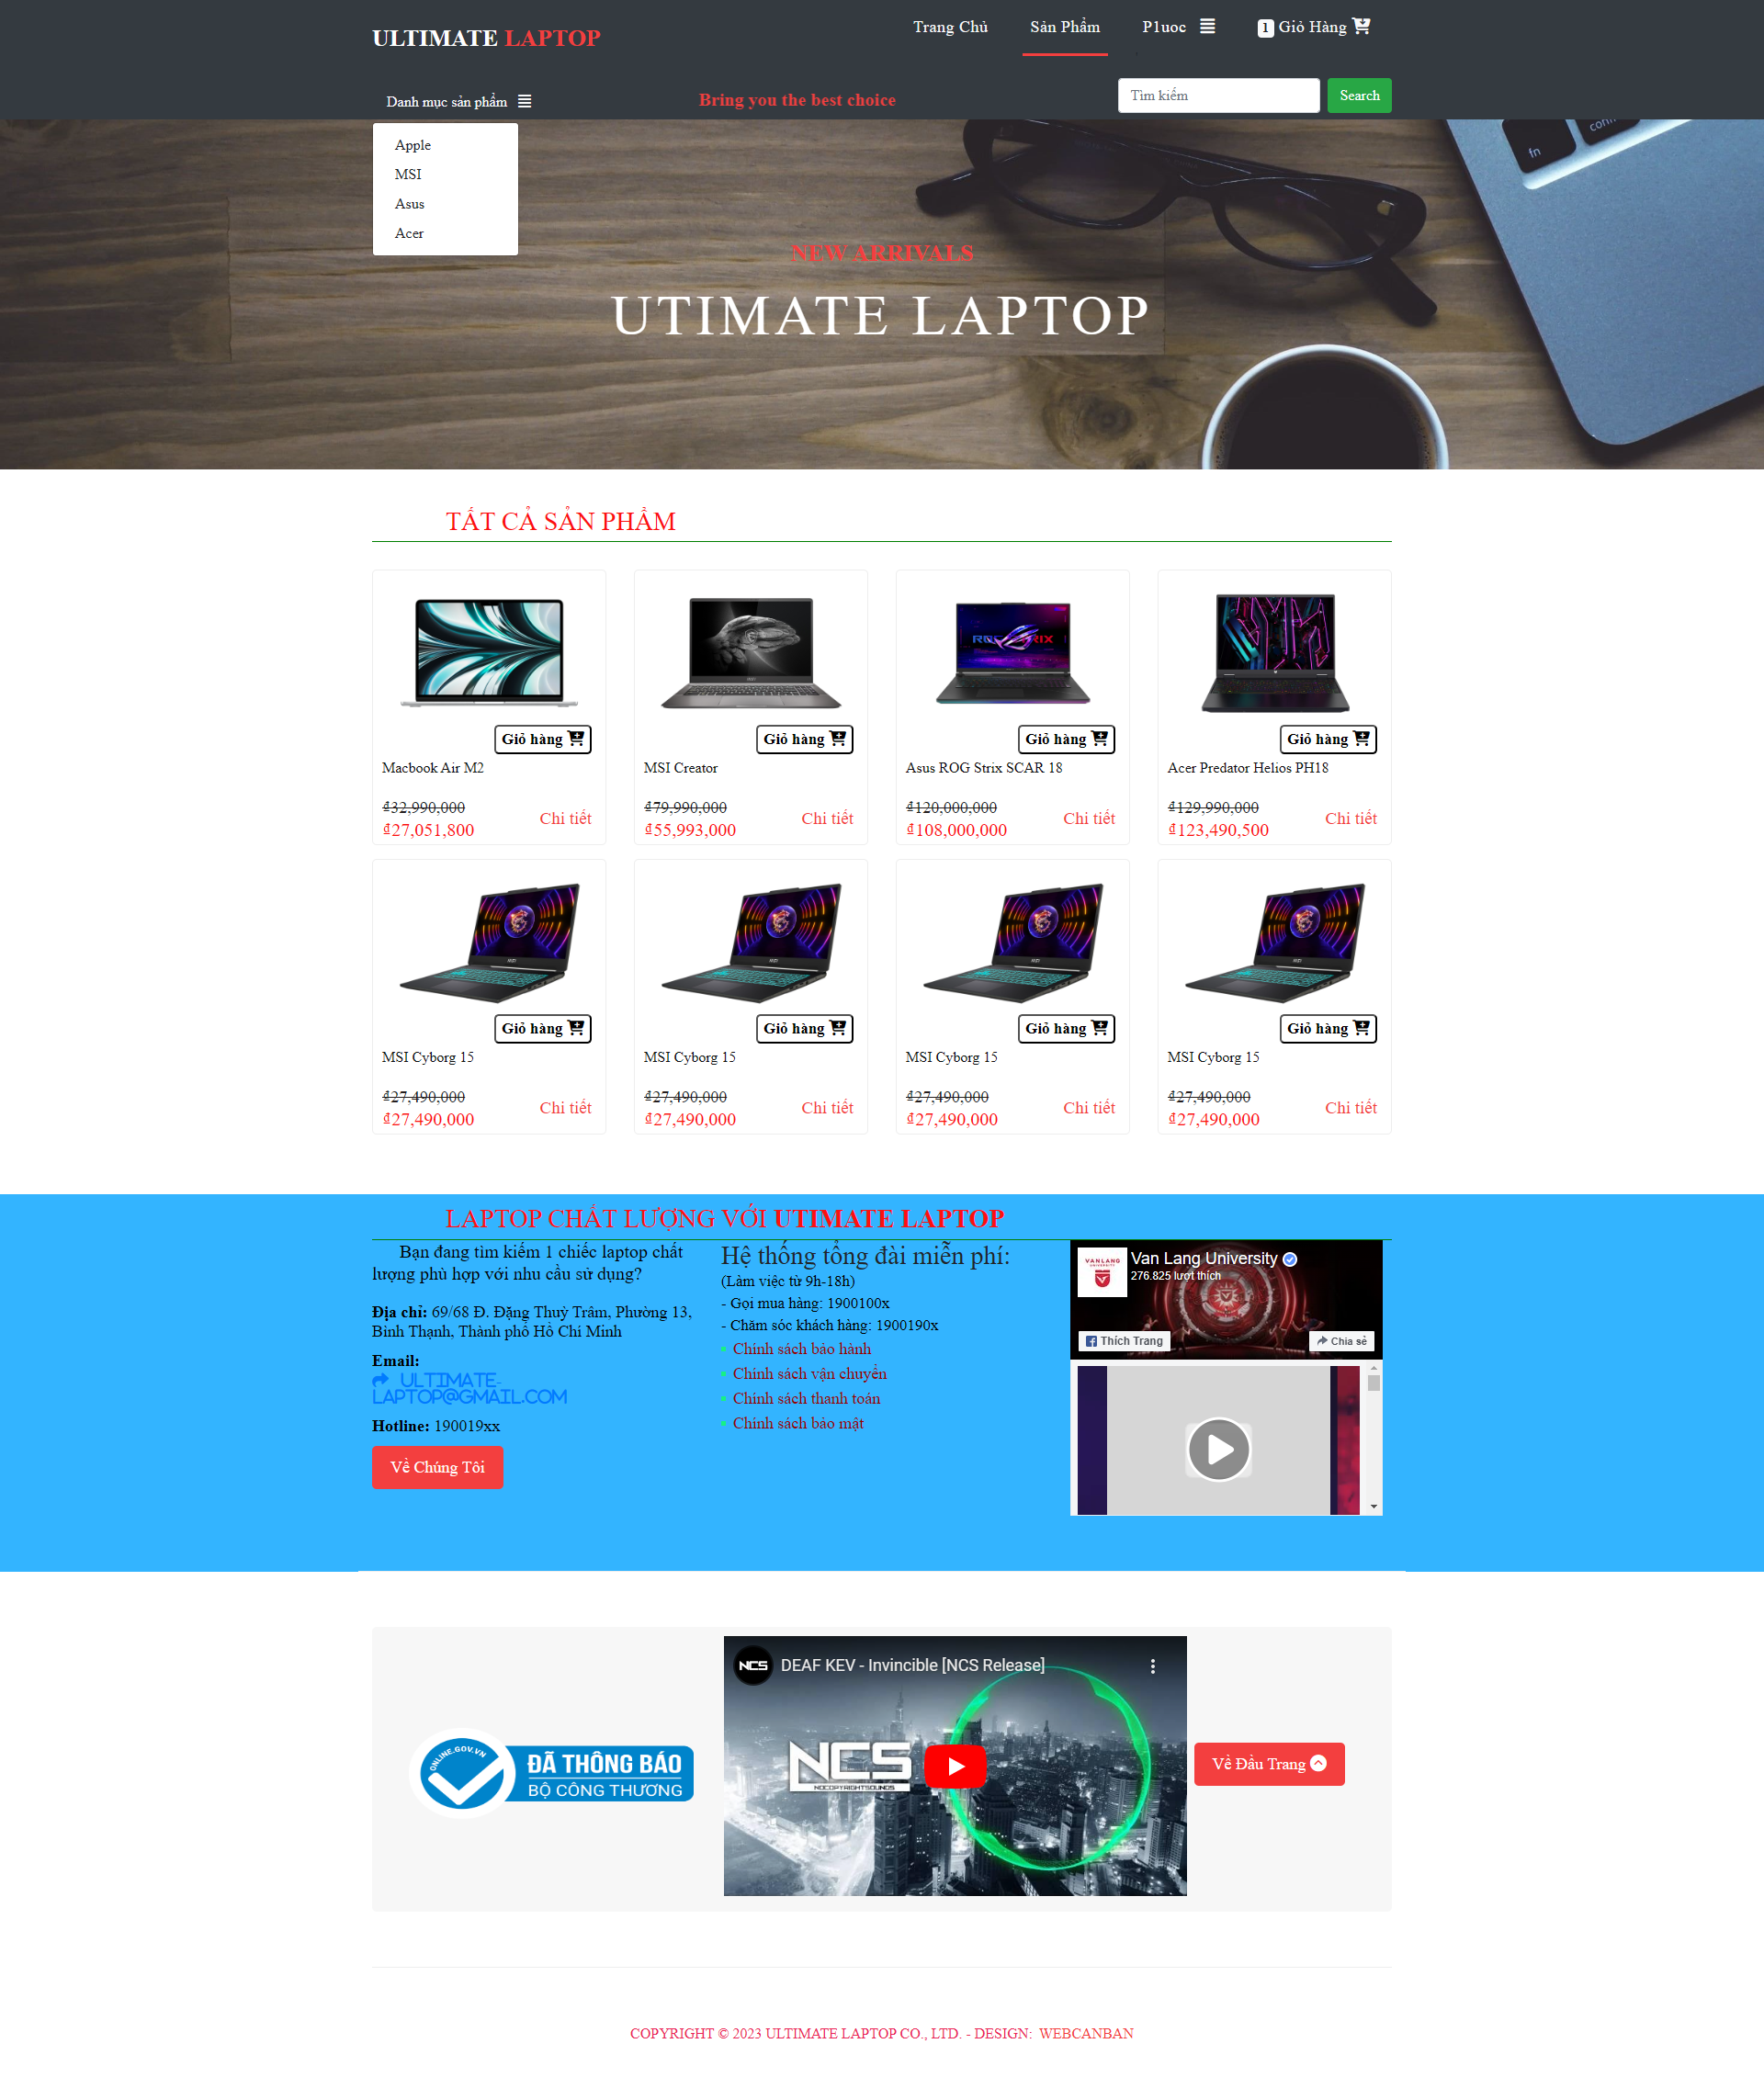 ULTIMATE LAPTOP
Trang Chủ
Sản Phẩm
P1uoc
1 Giỏ Hàng
Danh mục sản phẩm
Bring you the best choice
Tìm kiếm
Search
Apple
MSI
Asus
Acer
fn
NEW ARRIVALS
UTIMATE LAPTOP
TẤT CẢ SẢN PHẨM
Giỏ hàng
Giỏ hàng
Giỏ hàng
Giỏ hàng
Macbook Air M2
MSI Creator
Asus ROG Strix SCAR 18
Acer Predator Helios PH18
₫32,990,000
₫27,051,800
Chi tiết
₫79,990,000
₫55,993,000
Chi tiết
₫120,000,000
₫108,000,000
Chi tiết
₫129,990,000
₫123,490,500
Chi tiết
Giỏ hàng
Giỏ hàng
Giỏ hàng
Giỏ hàng
MSI Cyborg 15
MSI Cyborg 15
MSI Cyborg 15
MSI Cyborg 15
₫27,490,000
₫27,490,000
Chi tiết
₫27,490,000
₫27,490,000
Chi tiết
₫27,490,000
₫27,490,000
Chi tiết
₫27,490,000
₫27,490,000
Chi tiết
LAPTOP CHẤT LƯỢNG VỚI UTIMATE LAPTOP
Bạn đang tìm kiếm 1 chiếc laptop chất
lượng phù hợp với nhu cầu sử dụng?
Địa chỉ: 69/68 Đ. Đặng Thuỳ Trâm, Phường 13,
Bình Thạnh, Thành phố Hồ Chí Minh
Email:
ULTIMATE-
LAPTOP@GMAIL.COM
Hotline: 190019xx
Về Chúng Tôi
Hệ thống tổng đài miễn phí:
(Làm việc từ 9h-18h)
- Gọi mua hàng: 1900100x
- Chăm sóc khách hàng: 1900190x
Chính sách bảo hành
Chính sách vận chuyển
Chính sách thanh toán
Chính sách bảo mật
VAN LANG
UNIVERSITY
Van Lang University
276.825 lượt thích
Thích Trang
Chia sẻ
ONLINE.GOV.VN
ĐÃ THÔNG BÁO
BỘ CÔNG THƯƠNG
NCS
DEAF KEV - Invincible [NCS Release]
NCS
NOCOPYRIGHTSOUNDS
Về Đầu Trang
COPYRIGHT © 2023 ULTIMATE LAPTOP CO., LTD. - DESIGN: WEBCANBAN